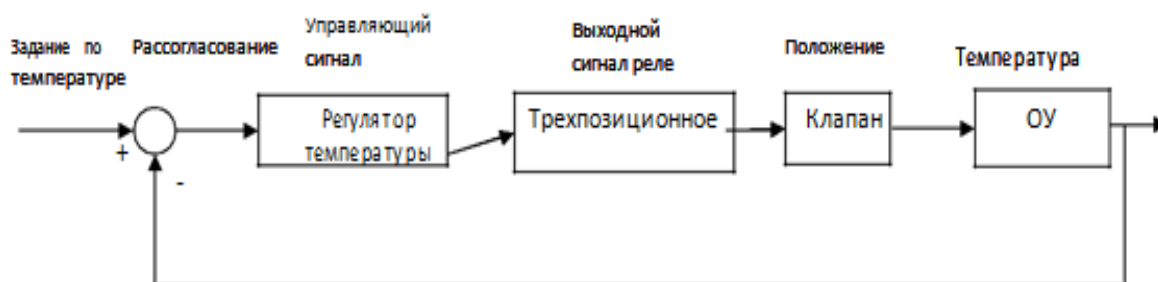 Задание по
температуре
Рассогласование
Управляющий
сигнал
Выходной
сигнал реле
Положение
Температура
+
-
Регулятор
температуры
Трехпозиционное
Клапан
ОУ